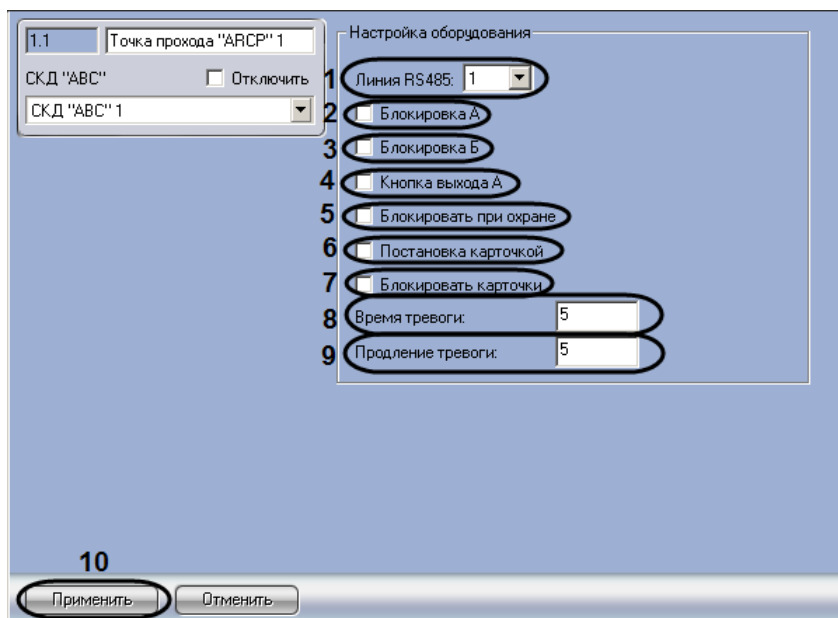 1.1 Точка прохода "ARCP" 1
СКД "ABC" Отключить
СКД "ABC" 1
Настройка оборудования
1 Линия RS485: 1
2 Блокировка А
3 Блокировка Б
4 Кнопка выхода А
5 Блокировать при охране
6 Постановка карточкой
7 Блокировать карточки
8 Время тревоги: 5
9 Продление тревоги: 5
10
Применить Отменить